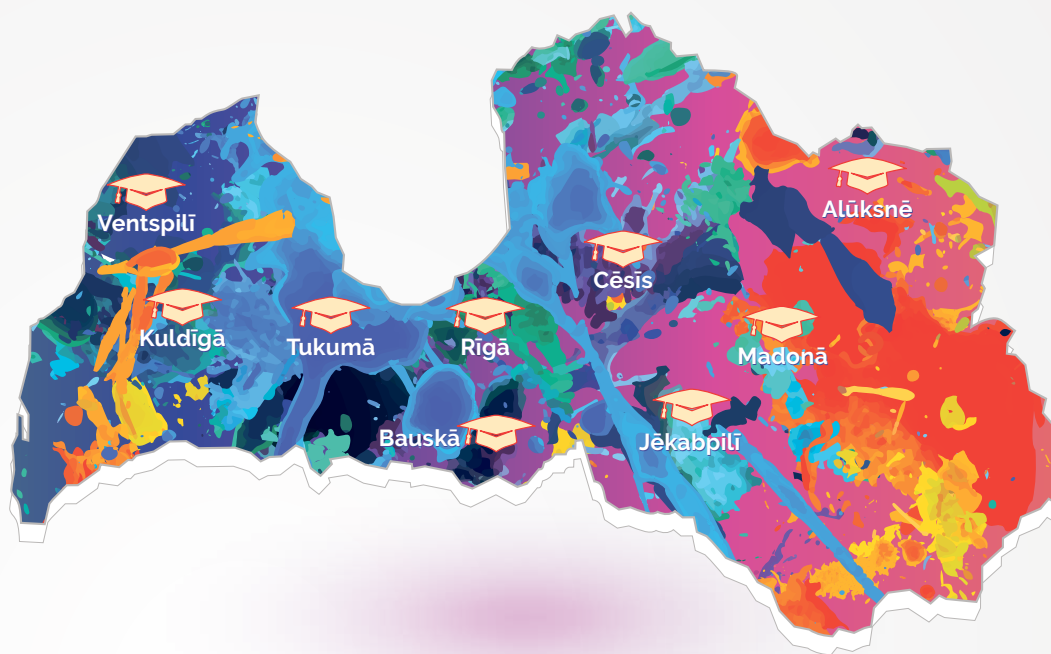 Ventspilī
Alūksnē
Cēsīs
Kuldīgā
Tukumā
Rīgā
Madonā
Bauskā
Jēkabpilī